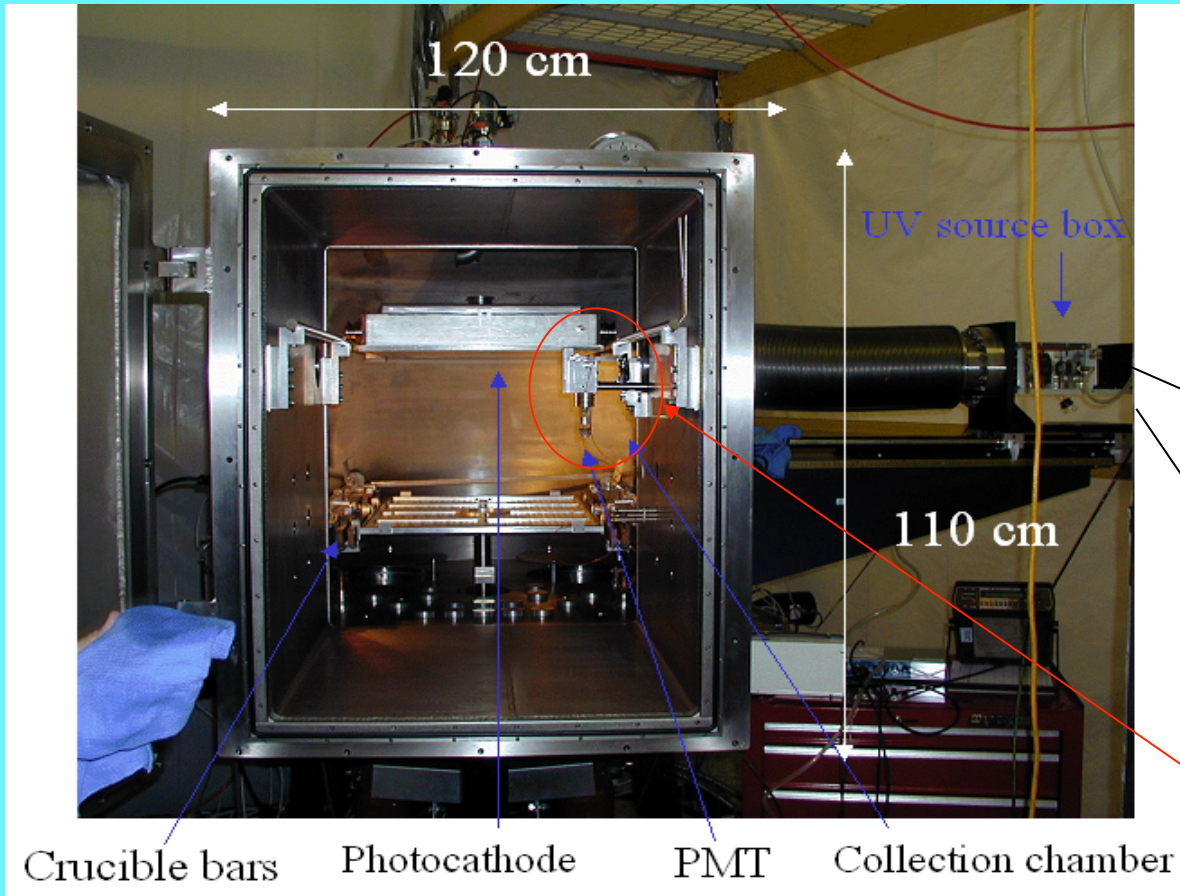 120 cm
UV source box
110 cm
Crucible bars
Photocathode
PMT
Collection chamber